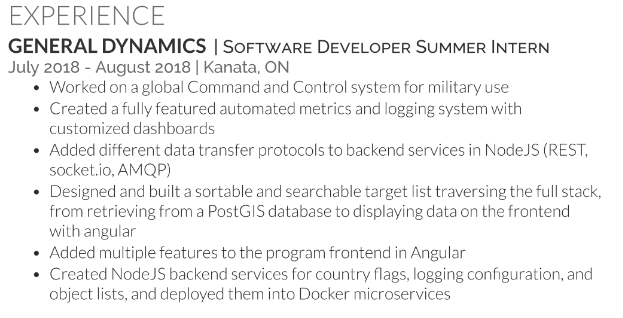 EXPERIENCE
GENERAL DYNAMICS | SOFTWARE DEVELOPER SUMMER INTERN
July 2018 - August 2018 | Kanata, ON
• Worked on a global Command and Control system for military use
• Created a fully featured automated metrics and logging system with
customized dashboards
• Added different data transfer protocols to backend services in NodeJS (REST,
socket.io, AMQP)
• Designed and built a sortable and searchable target list traversing the full stack,
from retrieving from a PostGIS database to displaying data on the frontend
with angular
• Added multiple features to the program frontend in Angular
• Created NodeJS backend services for country flags, logging configuration, and
object lists, and deployed them into Docker microservices